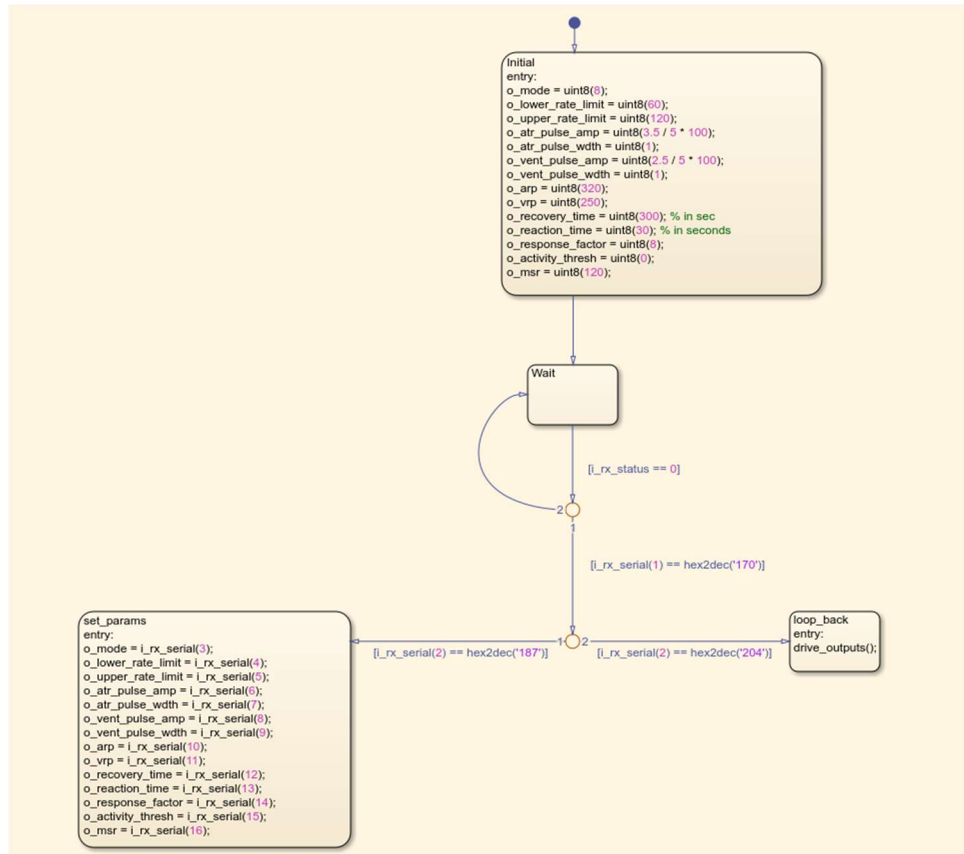 Initial
entry:
o_mode = uint8(8);
o_lower_rate_limit = uint8(60);
o_upper_rate_limit = uint8(120);
o_atr_pulse_amp = uint8(3.5 / 5 * 100);
o_atr_pulse_wdth = uint8(1);
o_vent_pulse_amp = uint8(2.5 / 5 * 100);
o_vent_pulse_wdth = uint8(1);
o_arp = uint8(320);
o_vrp = uint8(250);
o_recovery_time = uint8(300); % in sec
o_reaction_time = uint8(30); % in seconds
o_response_factor = uint8(8);
o_activity_thresh = uint8(0);
o_msr = uint8(120);
Wait
[i_rx_status == 0]
2
1
[i_rx_serial(1) == hex2dec('170')]
set_params
entry:
o_mode = i_rx_serial(3);
o_lower_rate_limit = i_rx_serial(4);
o_upper_rate_limit = i_rx_serial(5);
o_atr_pulse_amp = i_rx_serial(6);
o_atr_pulse_wdth = i_rx_serial(7);
o_vent_pulse_amp = i_rx_serial(8);
o_vent_pulse_wdth = i_rx_serial(9);
o_arp = i_rx_serial(10);
o_vrp = i_rx_serial(11);
o_recovery_time = i_rx_serial(12);
o_reaction_time = i_rx_serial(13);
o_response_factor = i_rx_serial(14);
o_activity_thresh = i_rx_serial(15);
o_msr = i_rx_serial(16);
1
2
[i_rx_serial(2) == hex2dec('187')]
[i_rx_serial(2) == hex2dec('204')]
loop_back
entry:
drive_outputs();